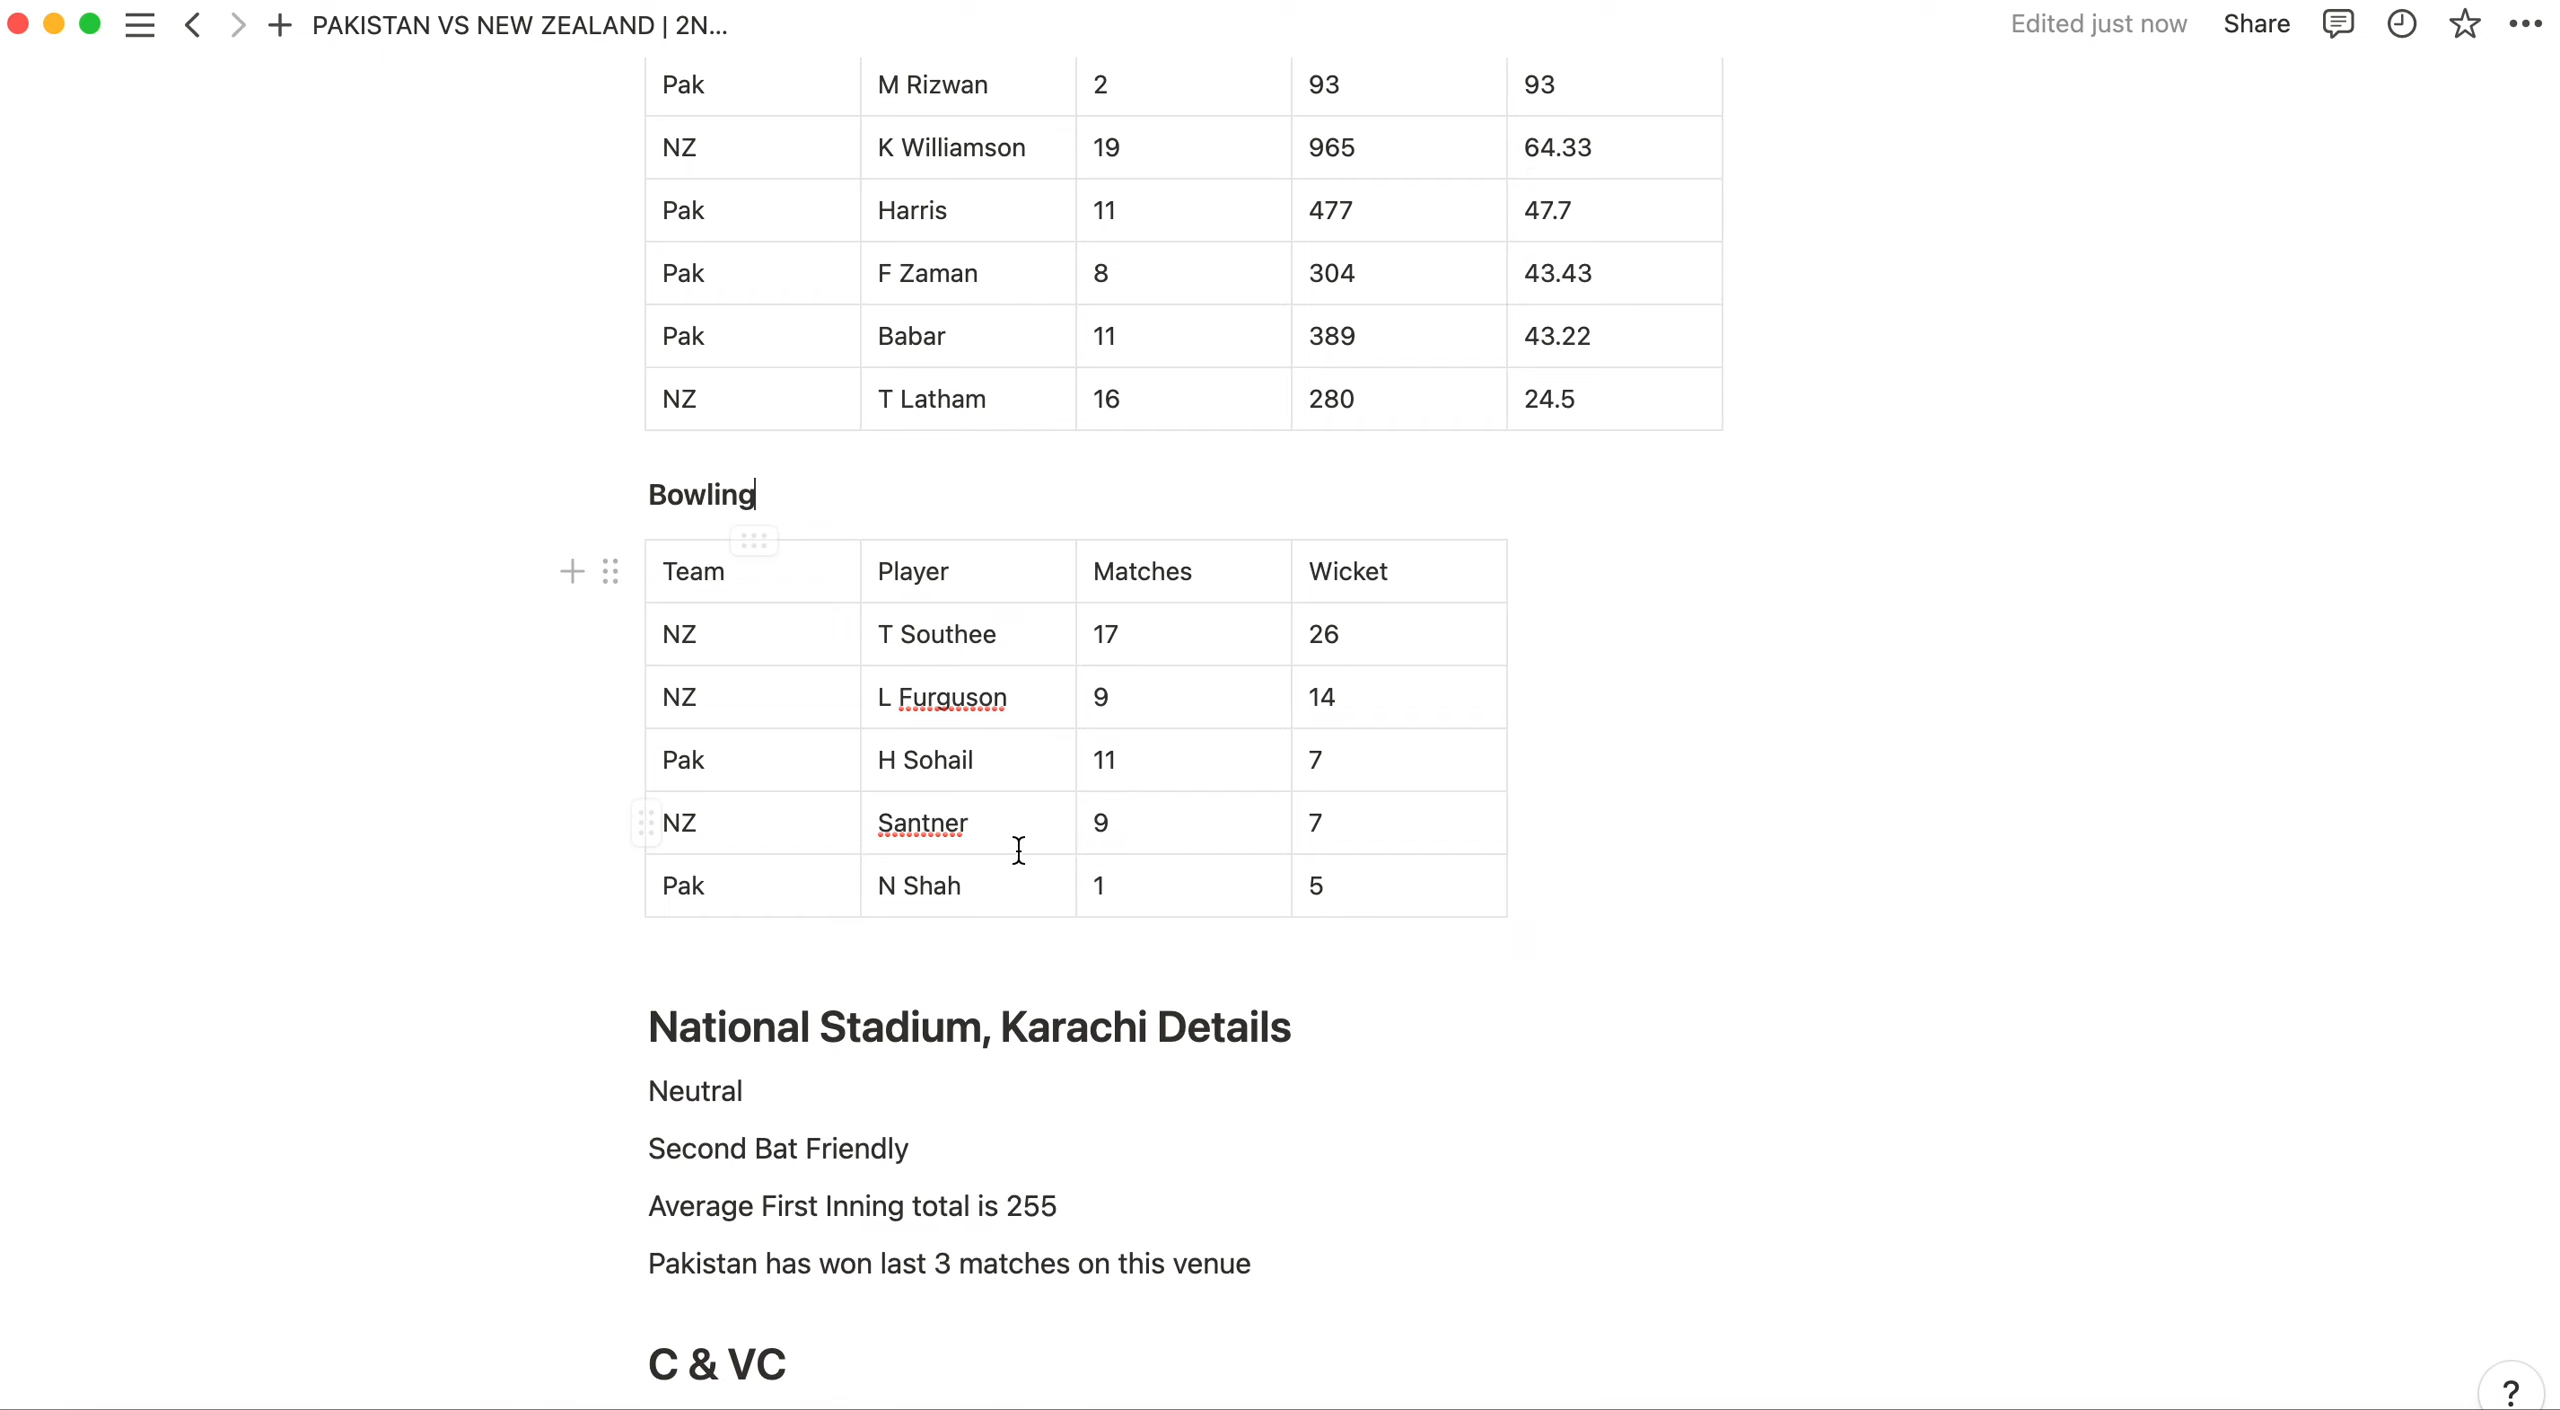 PAKISTAN VS NEW ZEALAND | 2N...
Edited just now Share
Pak M Rizwan 2 93 93
NZ K Williamson 19 965 64.33
Pak Harris 11 477 47.7
Pak F Zaman 8 304 43.43
Pak Babar 11 389 43.22
NZ T Latham 16 280 24.5
Bowling
Team Player Matches Wicket
NZ T Southee 17 26
NZ L Furguson 9 14
Pak H Sohail 11 7
NZ Santner 9 7
Pak N Shah 1 5
National Stadium, Karachi Details
Neutral
Second Bat Friendly
Average First Inning total is 255
Pakistan has won last 3 matches on this venue
C & VC
?